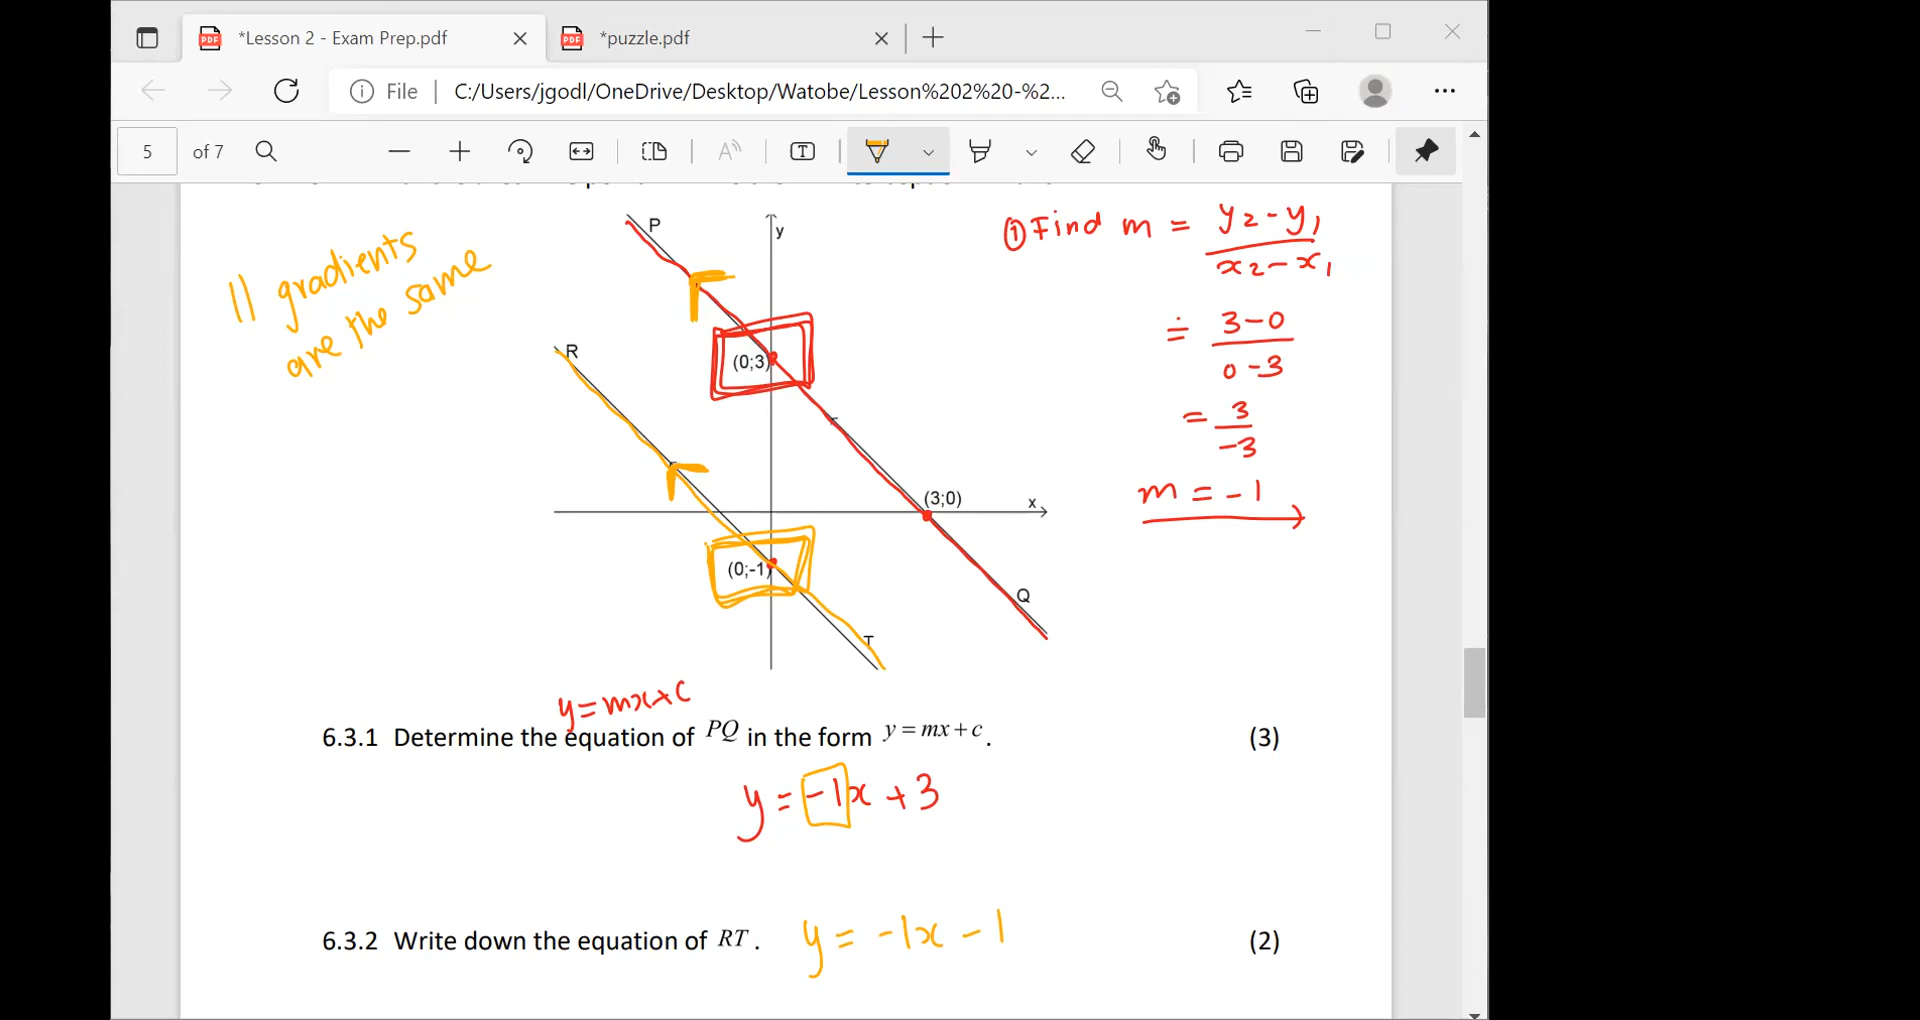 *Lesson 2 - Exam Prep.pdf
*puzzle.pdf
File
C:/Users/jgodl/OneDrive/Desktop/Watobe/Lesson%202%20-%2...
5 of 7
|| gradients
are the same
P
y
① Find m = y2-y1
x2-x1
= 3-0
0-3
= 3
-3
m = -1
R
(0;3)
(3;0)
x
(0;-1)
Q
T
y=mx+c
6.3.1 Determine the equation of PQ in the form y = mx + c. (3)
y = -1x + 3
6.3.2 Write down the equation of RT. (2)
y = -1x - 1